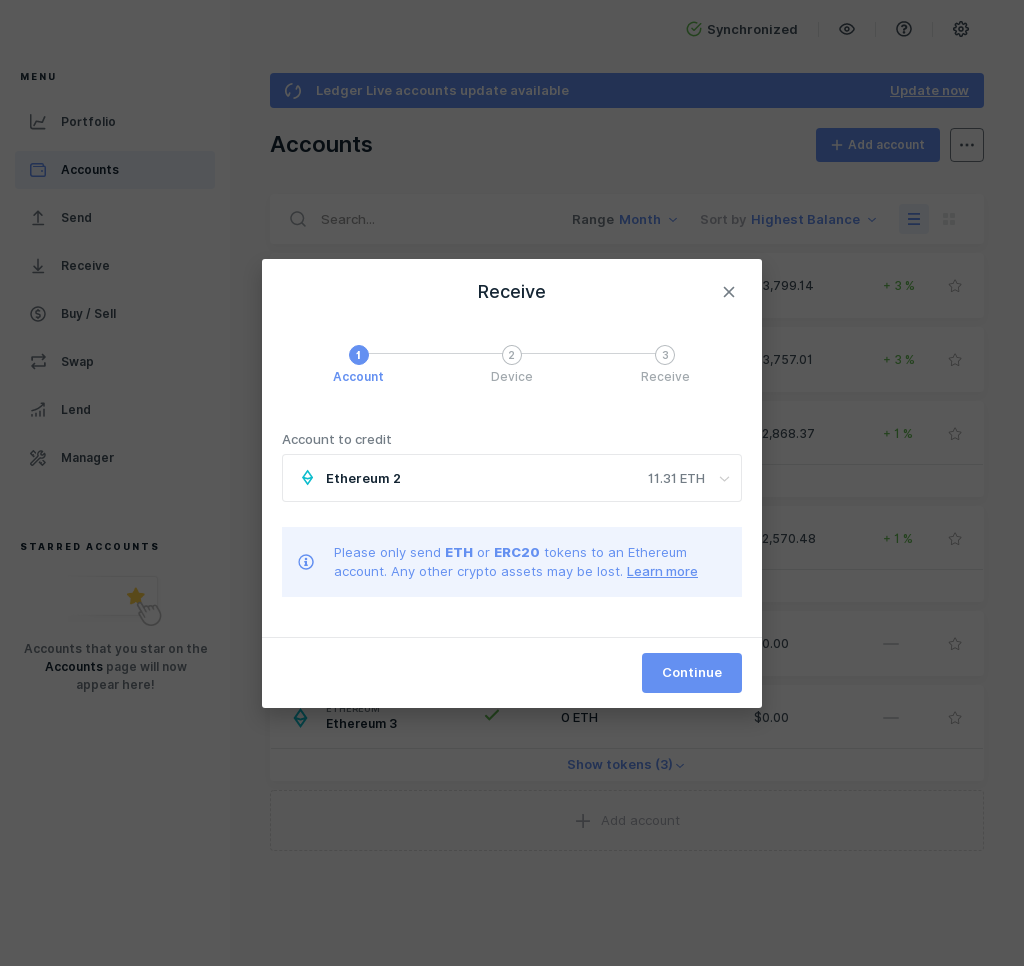 Synchronized
MENU
Ledger Live accounts update available Update now
Portfolio
Accounts
Add account
Accounts
Send
Search... Range Month Sort by Highest Balance
Receive
Buy / Sell
Swap
Lend
Manager
3,799.14 + 3 %
3,757.01 + 3 %
2,868.37 + 1 %
2,570.48 + 1 %
0.00 —
Receive
1 2 3
Account Device Receive
Account to credit
Ethereum 2 11.31 ETH
Please only send ETH or ERC20 tokens to an Ethereum
account. Any other crypto assets may be lost. Learn more
Continue
STARRED ACCOUNTS
Accounts that you star on the
Accounts page will now
appear here!
ETHEREUM
Ethereum 3 0 ETH $0.00 —
Show tokens (3)
Add account